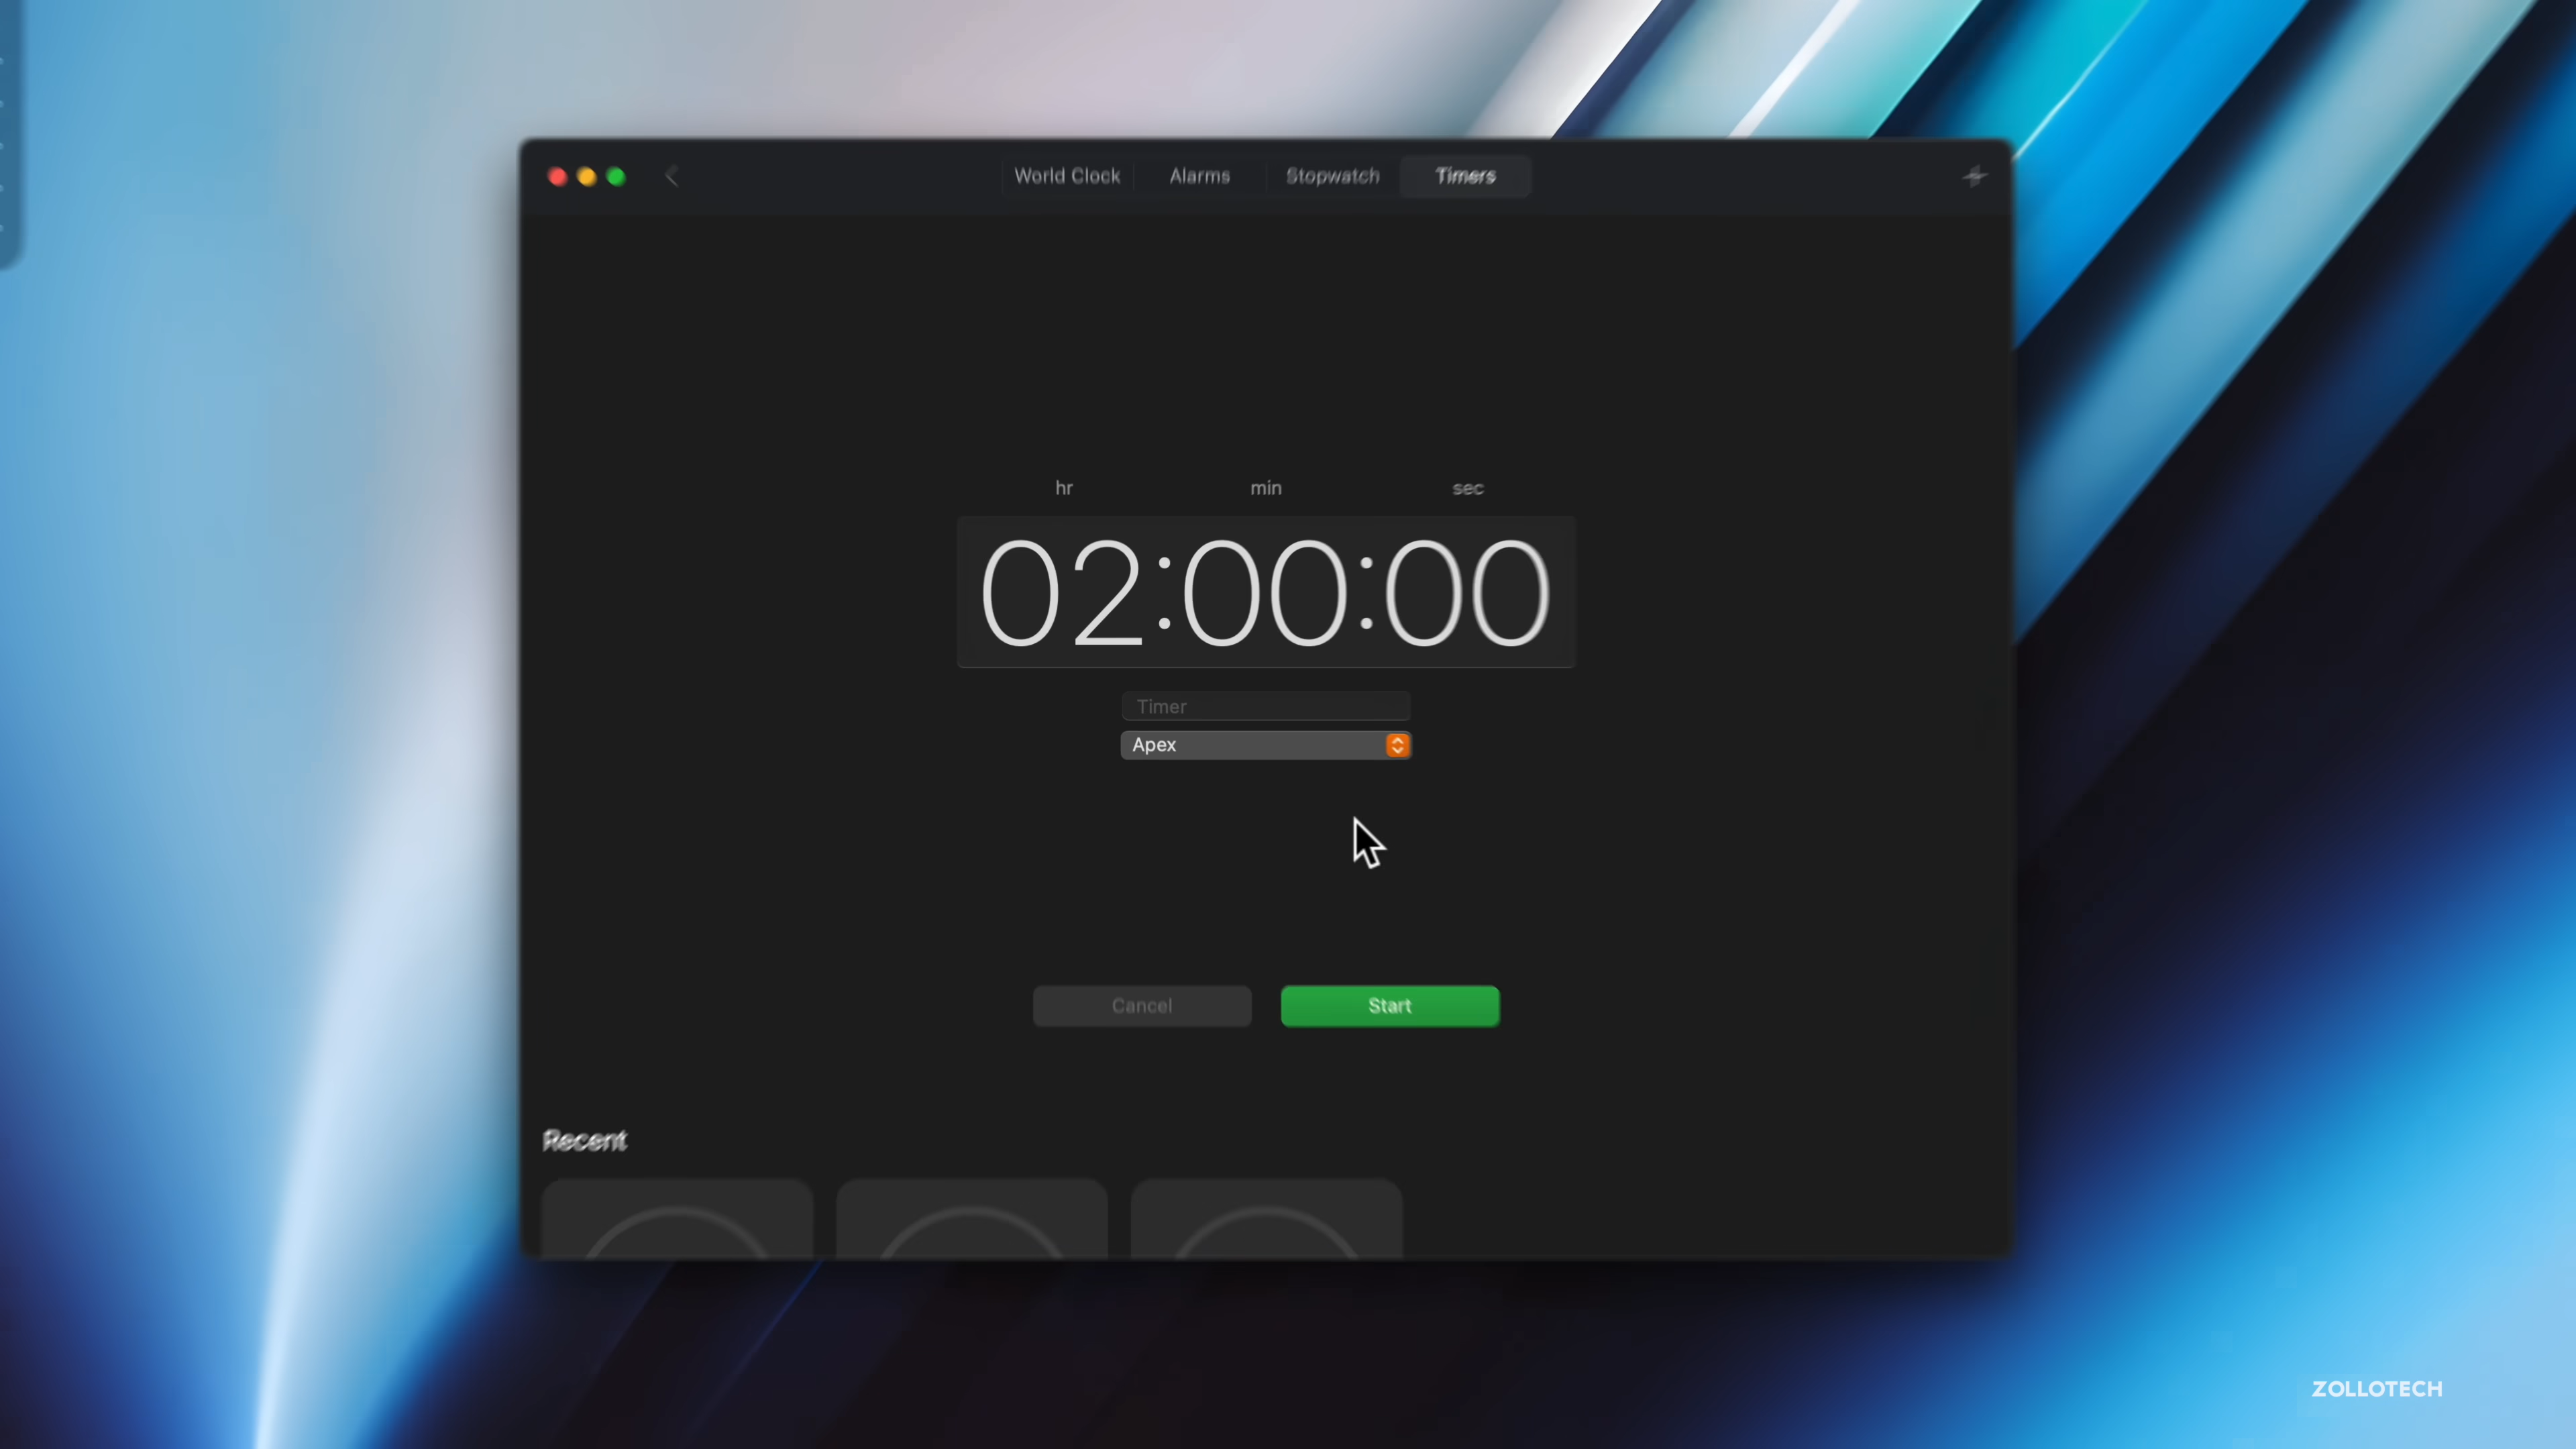 World Clock Alarms Stopwatch Timers
hr min sec
02:00:00
Timer
Apex
Cancel Start
Recent
ZOLLOTECH